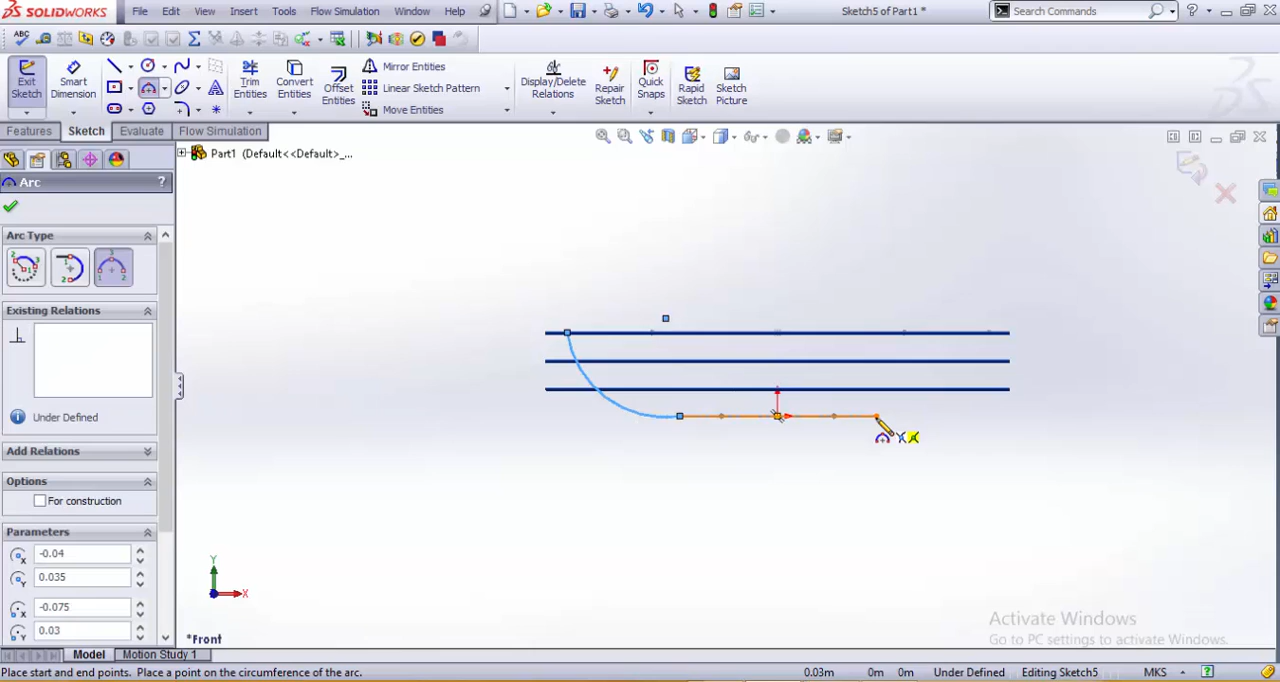 SOLIDWORKS File Edit View Insert Tools Flow Simulation Window Help Sketch5 of Part1 * Search Commands
Exit Sketch
Smart Dimension
Trim Entities
Convert Entities
Offset Entities
Mirror Entities
Linear Sketch Pattern
Move Entities
Display/Delete Relations
Repair Sketch
Quick Snaps
Rapid Sketch
Sketch Picture
Features Sketch Evaluate Flow Simulation
Part1 (Default<<Default>_...
Arc ?
Arc Type
Existing Relations
Under Defined
Add Relations
Options
For construction
Parameters
-0.04
0.035
-0.075
0.03
Y
X
*Front
Activate Windows
Go to PC settings to activate Windows.
Model Motion Study 1
Place start and end points. Place a point on the circumference of the arc. 0.03m 0m 0m Under Defined Editing Sketch5 MKS